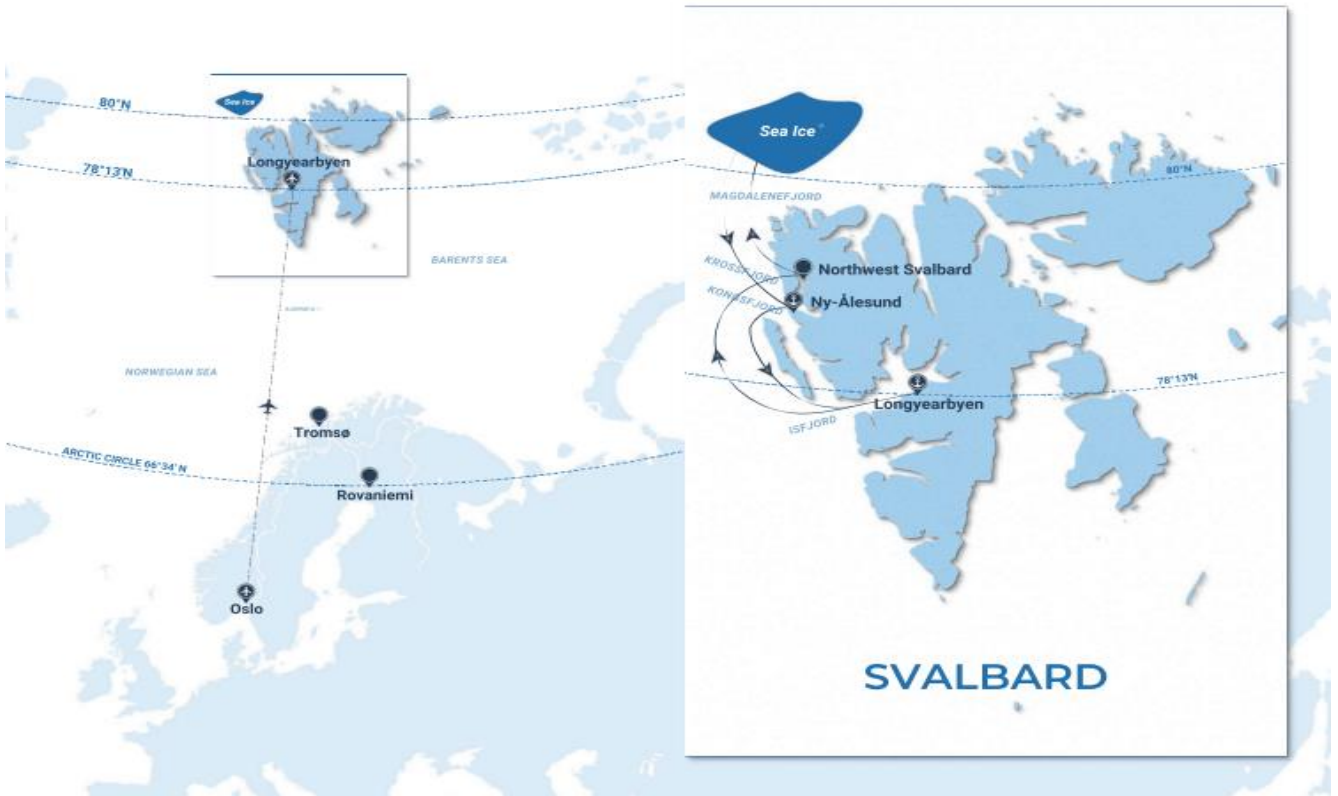 80°N
Sea Ice
Longyearbyen
78°13'N
BARENTS SEA
NORWEGIAN SEA
Tromsø
ARCTIC CIRCLE 66°34' N
Rovaniemi
Oslo
Sea Ice
80°N
MAGDALENEFJORD
KROSSFJORD
Northwest Svalbard
KONGSFJORD
Ny-Ålesund
78°13'N
Longyearbyen
ISFJORD
SVALBARD